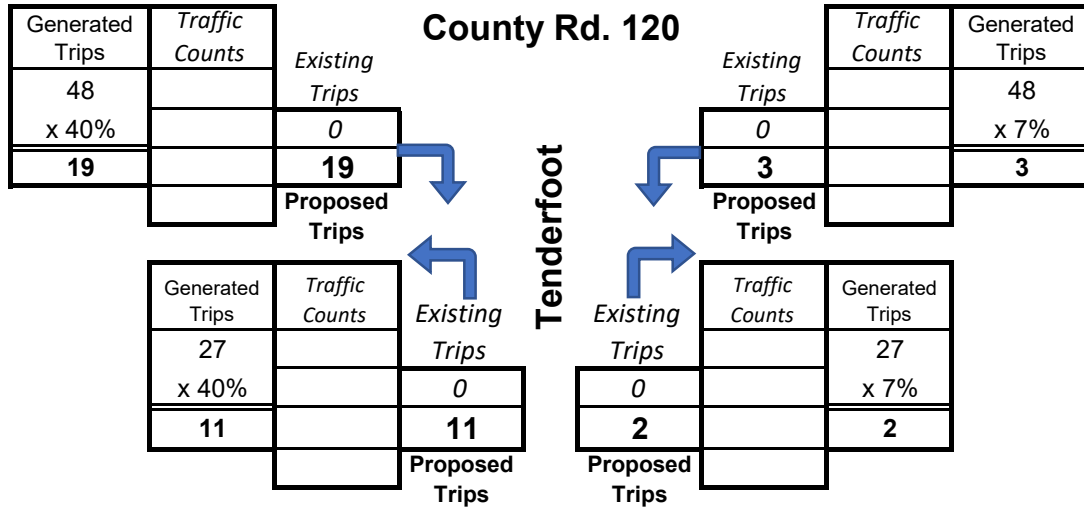 County Rd. 120
Generated
Trips
48
x 40%
19
Traffic
Counts
Existing
Trips
0
19
Proposed
Trips
Existing
Trips
0
3
Proposed
Trips
Traffic
Counts
Generated
Trips
48
x 7%
3
Tenderfoot
Generated
Trips
27
x 40%
11
Traffic
Counts
Existing
Trips
0
11
Proposed
Trips
Existing
Trips
0
2
Proposed
Trips
Traffic
Counts
Generated
Trips
27
x 7%
2